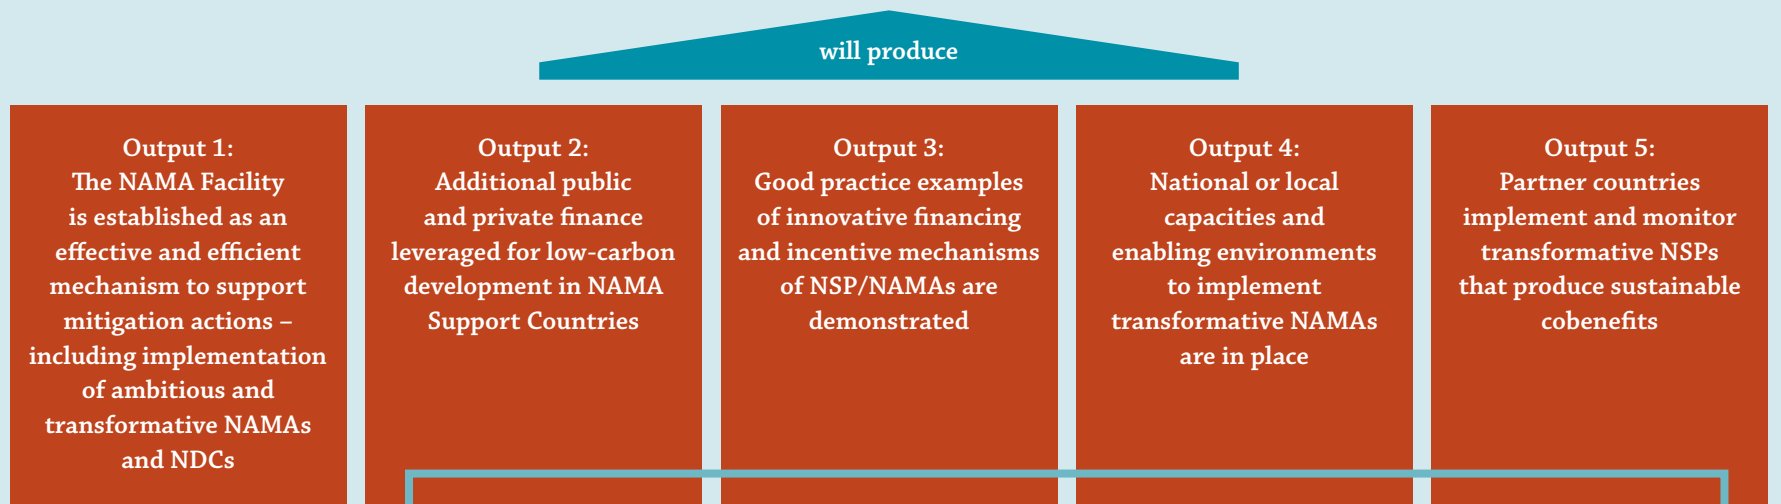 will produce
Output 1:
The NAMA Facility
is established as an
effective and efficient
mechanism to support
mitigation actions –
including implementation
of ambitious and
transformative NAMAs
and NDCs
Output 2:
Additional public
and private finance
leveraged for low-carbon
development in NAMA
Support Countries
Output 3:
Good practice examples
of innovative financing
and incentive mechanisms
of NSP/NAMAs are
demonstrated
Output 4:
National or local
capacities and
enabling environments
to implement
transformative NAMAs
are in place
Output 5:
Partner countries
implement and monitor
transformative NSPs
that produce sustainable
cobenefits